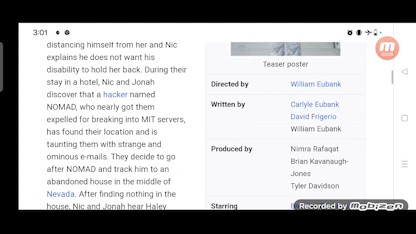 3:01
distancing himself from her and Nic
explains he does not want his
disability to hold her back. During their
stay in a hotel, Nic and Jonah
discover that a hacker named
NOMAD, who nearly got them
expelled for breaking into MIT servers,
has found their location and is
taunting them with strange and
ominous e-mails. They decide to go
after NOMAD and track him to an
abandoned house in the middle of
Nevada. After finding nothing in the
house, Nic and Jonah hear Haley
Teaser poster
Directed by William Eubank
Written by Carlyle Eubank
David Frigerio
William Eubank
Produced by Nimra Rafaqat
Brian Kavanaugh-
Jones
Tyler Davidson
Starring
Recorded by mobizen